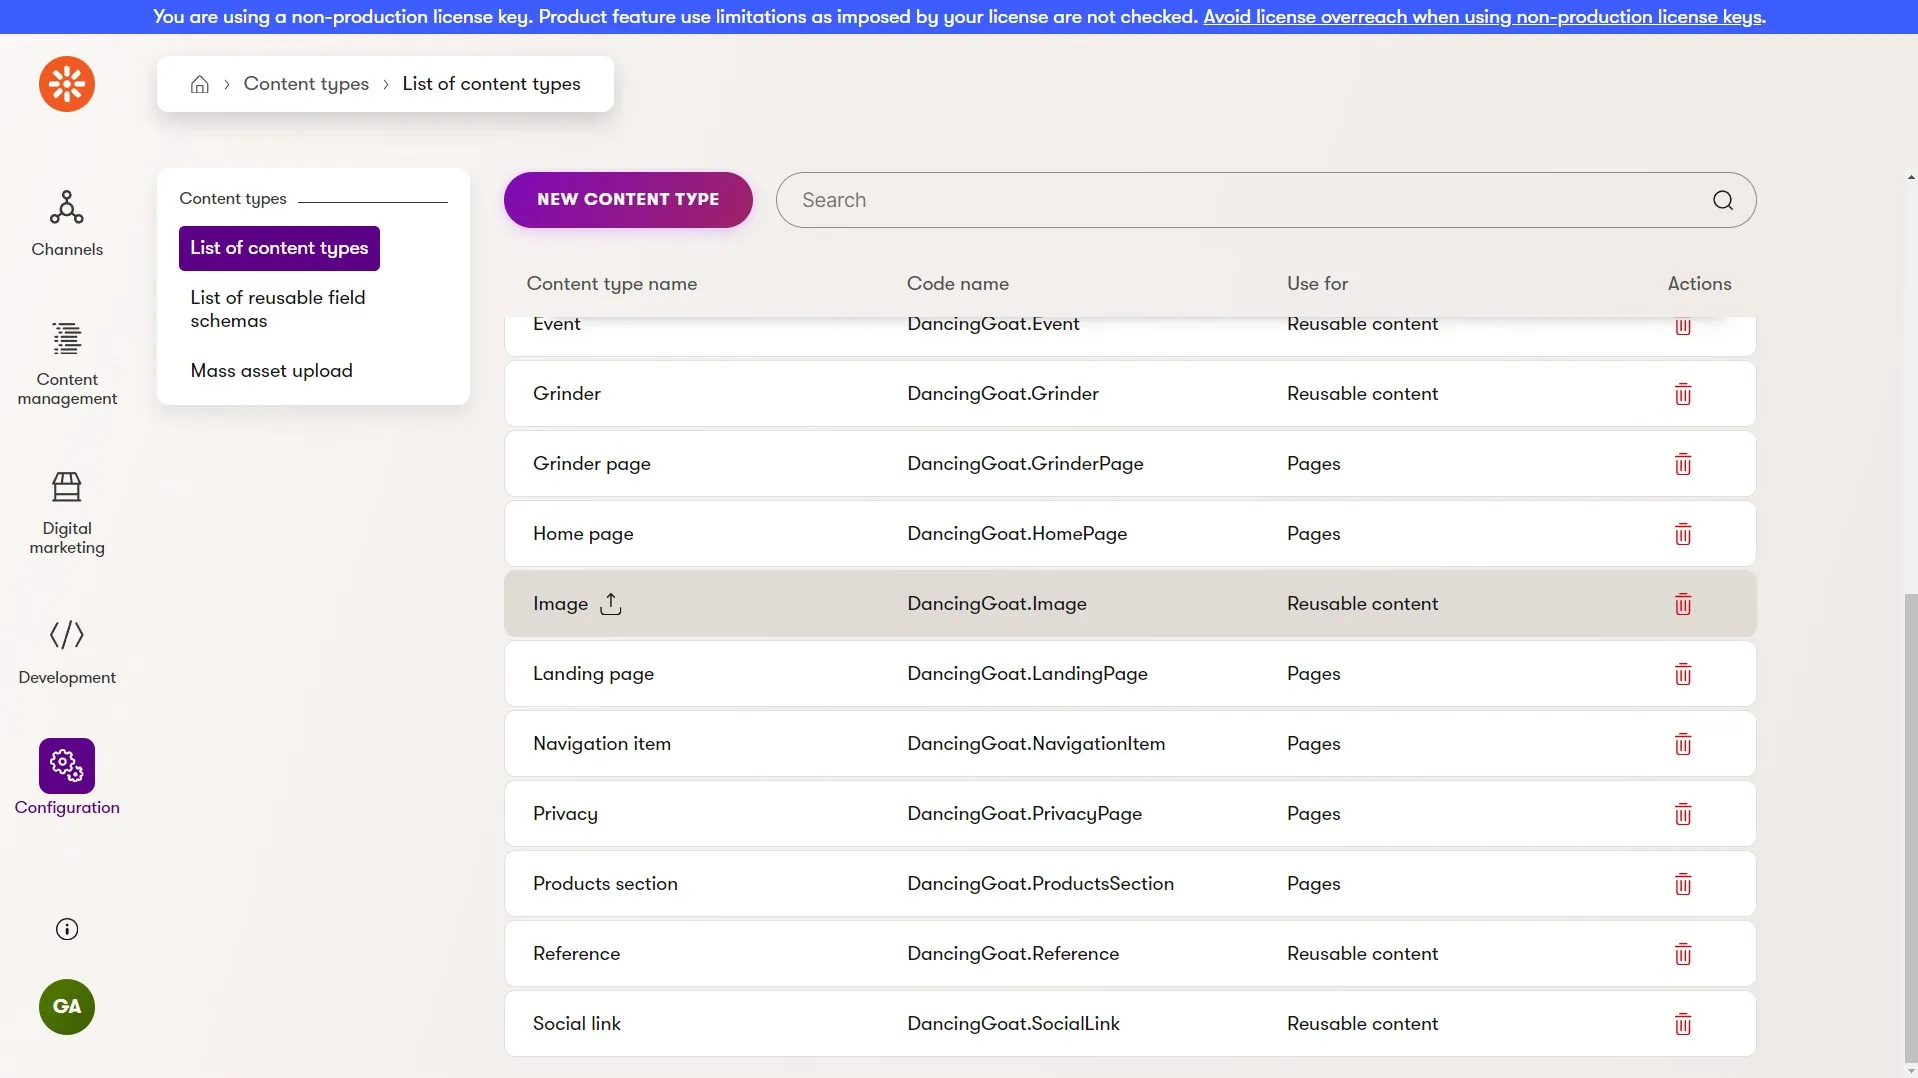 You are using a non-production license key. Product feature use limitations as imposed by your license are not checked. Avoid license overreach when using non-production license keys.
Content types List of content types
Channels
Content
management
Digital
marketing
Development
Configuration
GA
Content types
List of content types
List of reusable field
schemas
Mass asset upload
NEW CONTENT TYPE
Search
Content type name Code name Use for Actions
Event DancingGoat.Event Reusable content
Grinder DancingGoat.Grinder Reusable content
Grinder page DancingGoat.GrinderPage Pages
Home page DancingGoat.HomePage Pages
Image DancingGoat.Image Reusable content
Landing page DancingGoat.LandingPage Pages
Navigation item DancingGoat.NavigationItem Pages
Privacy DancingGoat.PrivacyPage Pages
Products section DancingGoat.ProductsSection Pages
Reference DancingGoat.Reference Reusable content
Social link DancingGoat.SocialLink Reusable content